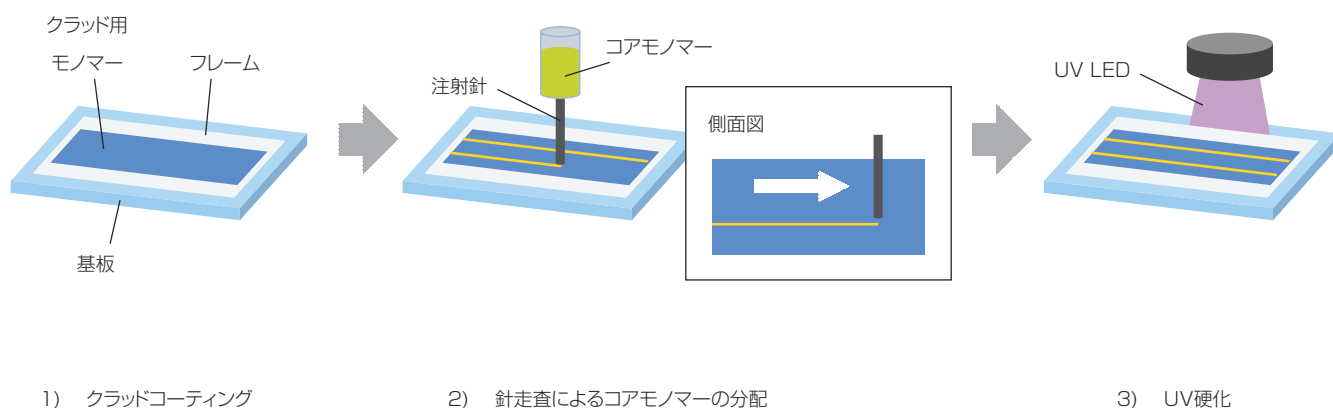 クラッド用
モノマー
フレーム
基板
コアモノマー
注射針
側面図
UV LED
1) クラッドコーティング
2) 針走査によるコアモノマーの分配
3) UV硬化